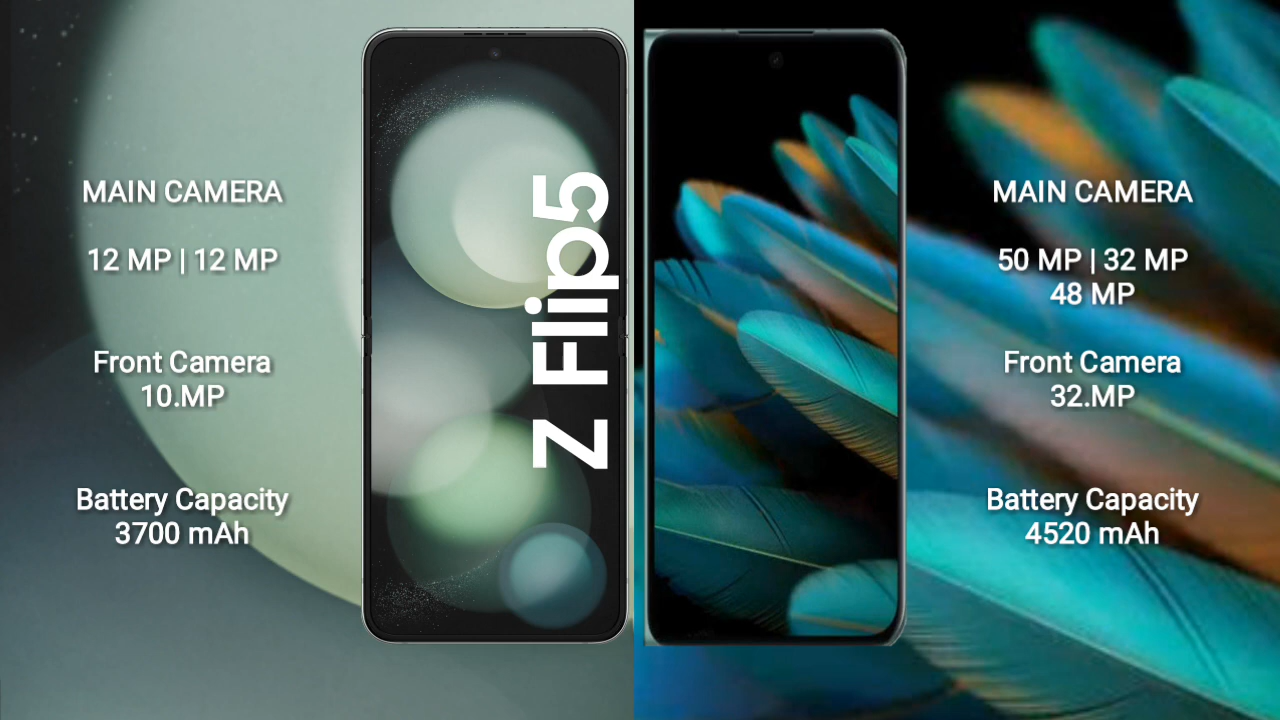 MAIN CAMERA
12 MP | 12 MP
Front Camera
10.MP
Battery Capacity
3700 mAh
Z Flip5
MAIN CAMERA
50 MP | 32 MP
48 MP
Front Camera
32.MP
Battery Capacity
4520 mAh